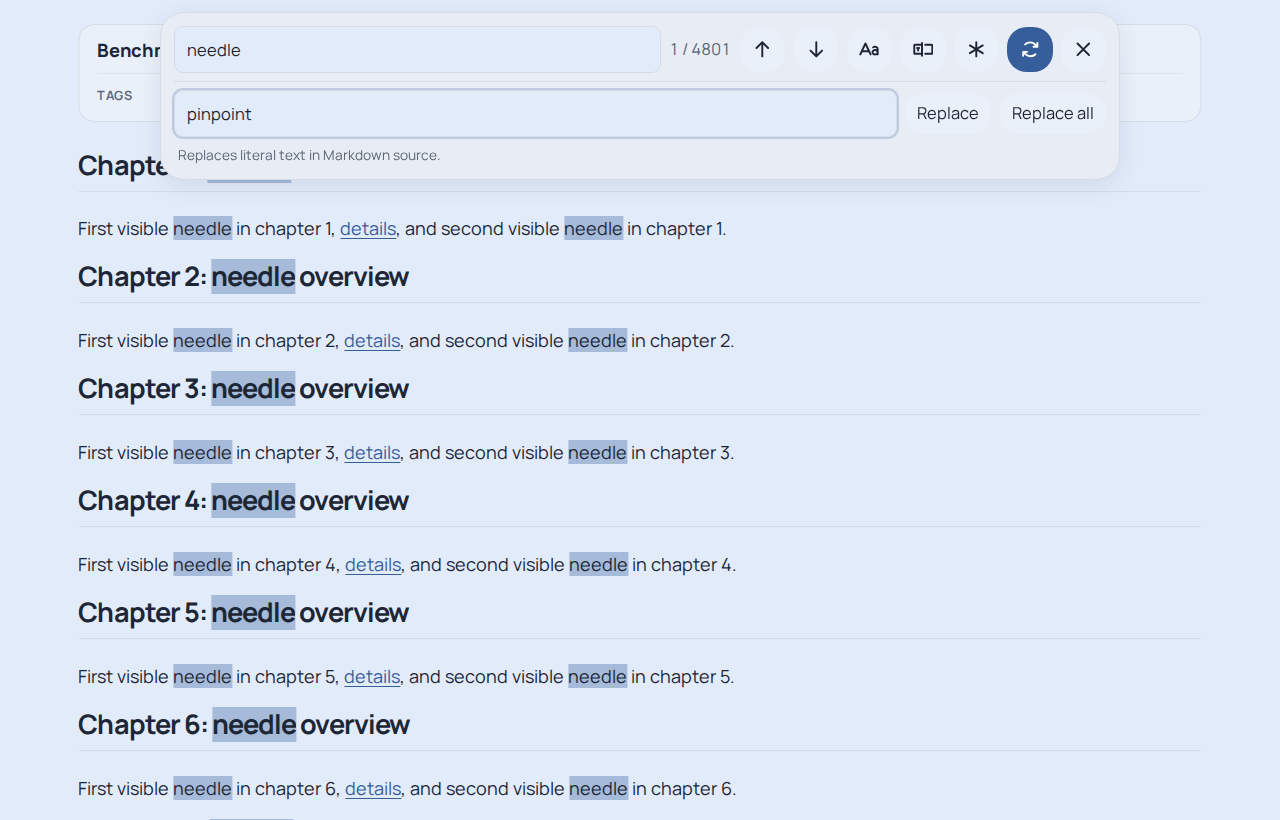 needle 1 / 4801 Aa
pinpoint Replace Replace all
Replaces literal text in Markdown source.
TAGS
First visible needle in chapter 1, details, and second visible needle in chapter 1.
Chapter 2: needle overview
First visible needle in chapter 2, details, and second visible needle in chapter 2.
Chapter 3: needle overview
First visible needle in chapter 3, details, and second visible needle in chapter 3.
Chapter 4: needle overview
First visible needle in chapter 4, details, and second visible needle in chapter 4.
Chapter 5: needle overview
First visible needle in chapter 5, details, and second visible needle in chapter 5.
Chapter 6: needle overview
First visible needle in chapter 6, details, and second visible needle in chapter 6.